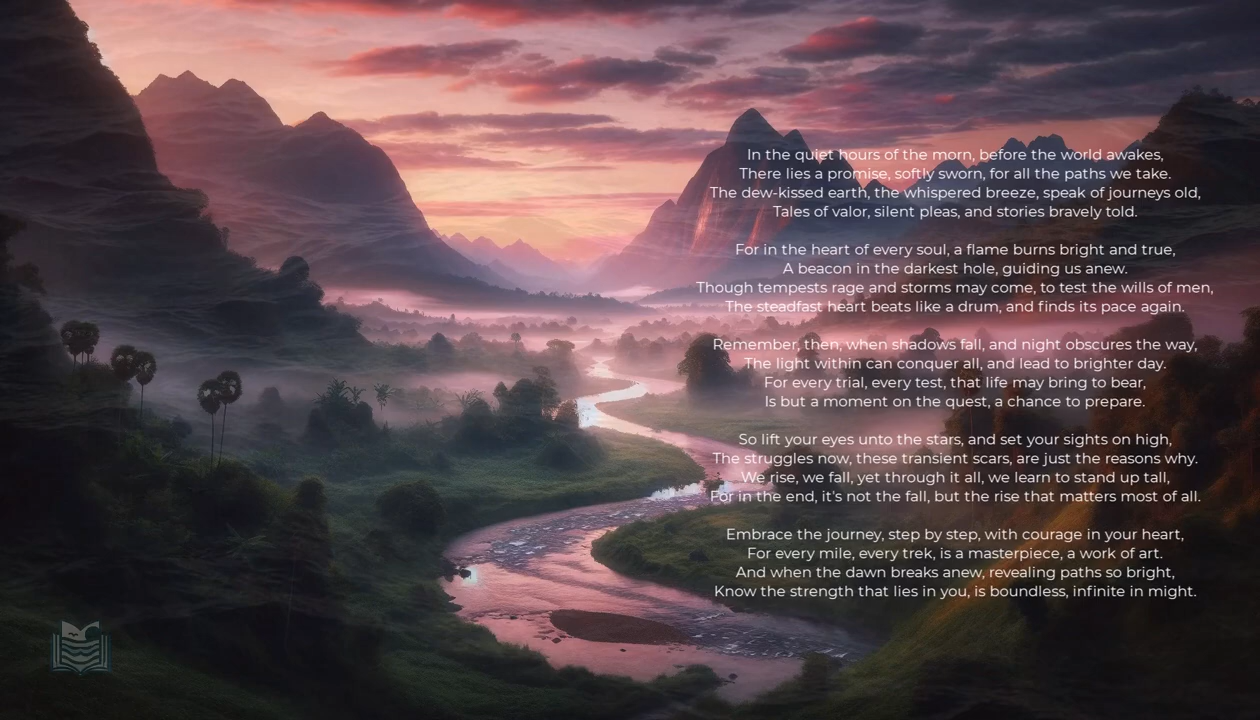 In the quiet hours of the morn, before the world awakes,
There lies a promise, softly sworn, for all the paths we take.
The dew-kissed earth, the whispered breeze, speak of journeys old,
Tales of valor, silent pleas, and stories bravely told.
For in the heart of every soul, a flame burns bright and true,
A beacon in the darkest hole, guiding us anew.
Though tempests rage and storms may come, to test the wills of men,
The steadfast heart beats like a drum, and finds its pace again.
Remember, then, when shadows fall, and night obscures the way,
The light within can conquer all, and lead to brighter day.
For every trial, every test, that life may bring to bear,
Is but a moment on the quest, a chance to prepare.
So lift your eyes unto the stars, and set your sights on high,
The struggles now, these transient scars, are just the reasons why.
We rise, we fall, yet through it all, we learn to stand up tall,
For in the end, it's not the fall, but the rise that matters most of all.
Embrace the journey, step by step, with courage in your heart,
For every mile, every trek, is a masterpiece, a work of art.
And when the dawn breaks anew, revealing paths so bright,
Know the strength that lies in you, is boundless, infinite in might.